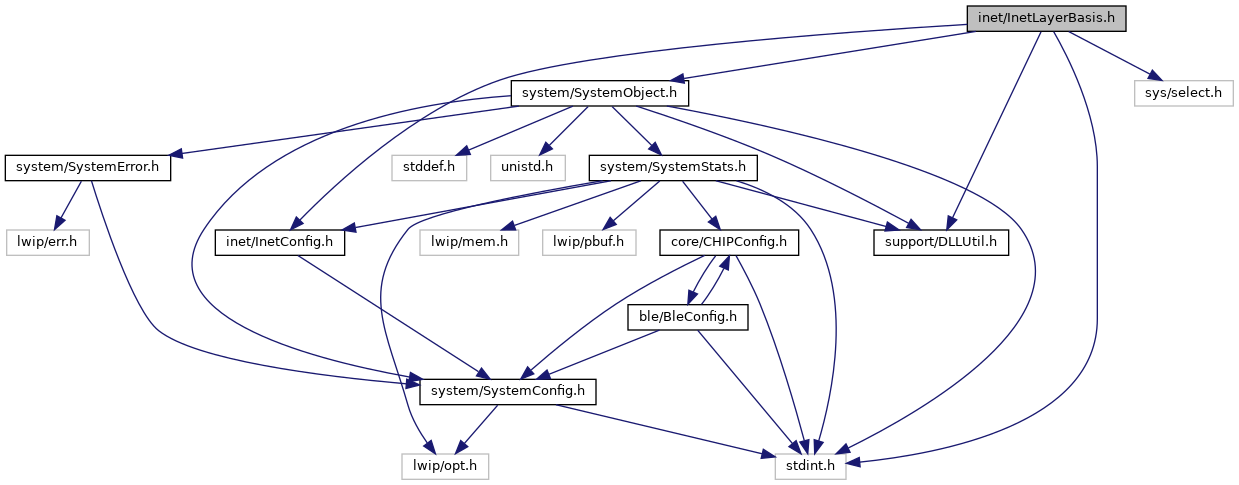 inet/InetLayerBasis.h
system/SystemObject.h
sys/select.h
system/SystemError.h
stddef.h
unistd.h
system/SystemStats.h
lwip/err.h
inet/InetConfig.h
lwip/mem.h
lwip/pbuf.h
core/CHIPConfig.h
support/DLLUtil.h
ble/BleConfig.h
system/SystemConfig.h
lwip/opt.h
stdint.h